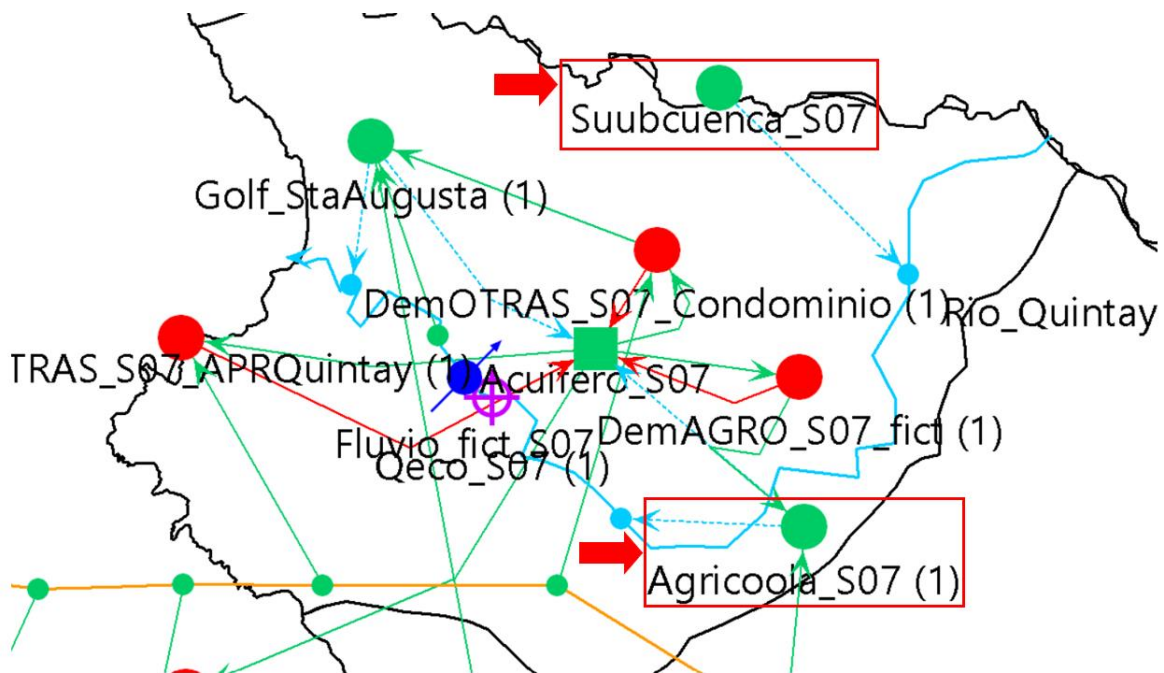 Suubcuenca_S07
Golf_StaAugusta (1)
DemOTRAS_S07_Condominio (1)
Rio_Quintay
TRAS_S07_APRQuintay (1)
Acuifero_S07
Fluvio_fict_S07
DemAGRO_S07_fict (1)
Qeco_S07 (1)
Agricoola_S07 (1)